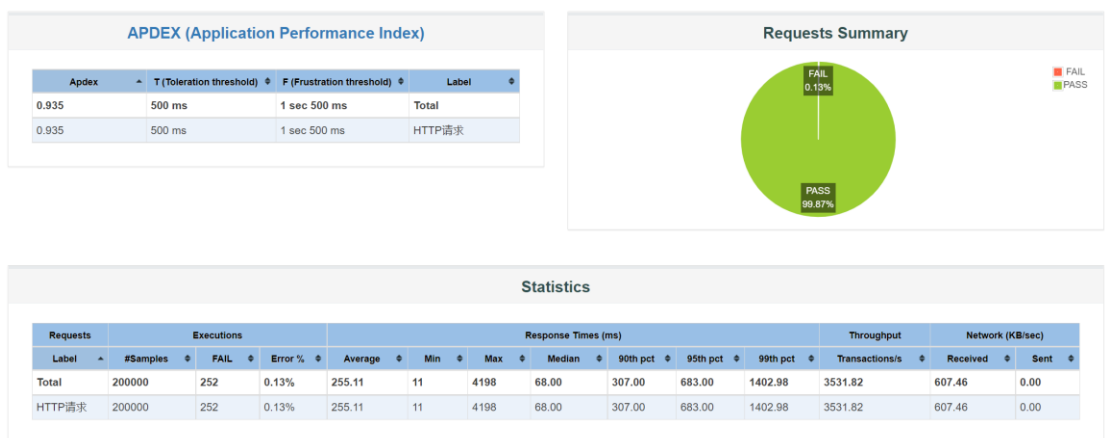 APDEX (Application Performance Index)
Apdex T (Toleration threshold) F (Frustration threshold) Label
0.935 500 ms 1 sec 500 ms Total
0.935 500 ms 1 sec 500 ms HTTP请求
Requests Summary
FAIL
0.13%
PASS
99.87%
FAIL
PASS
Statistics
Requests Executions Response Times (ms) Throughput Network (KB/sec)
Label #Samples FAIL Error % Average Min Max Median 90th pct 95th pct 99th pct Transactions/s Received Sent
Total 200000 252 0.13% 255.11 11 4198 68.00 307.00 683.00 1402.98 3531.82 607.46 0.00
HTTP请求 200000 252 0.13% 255.11 11 4198 68.00 307.00 683.00 1402.98 3531.82 607.46 0.00